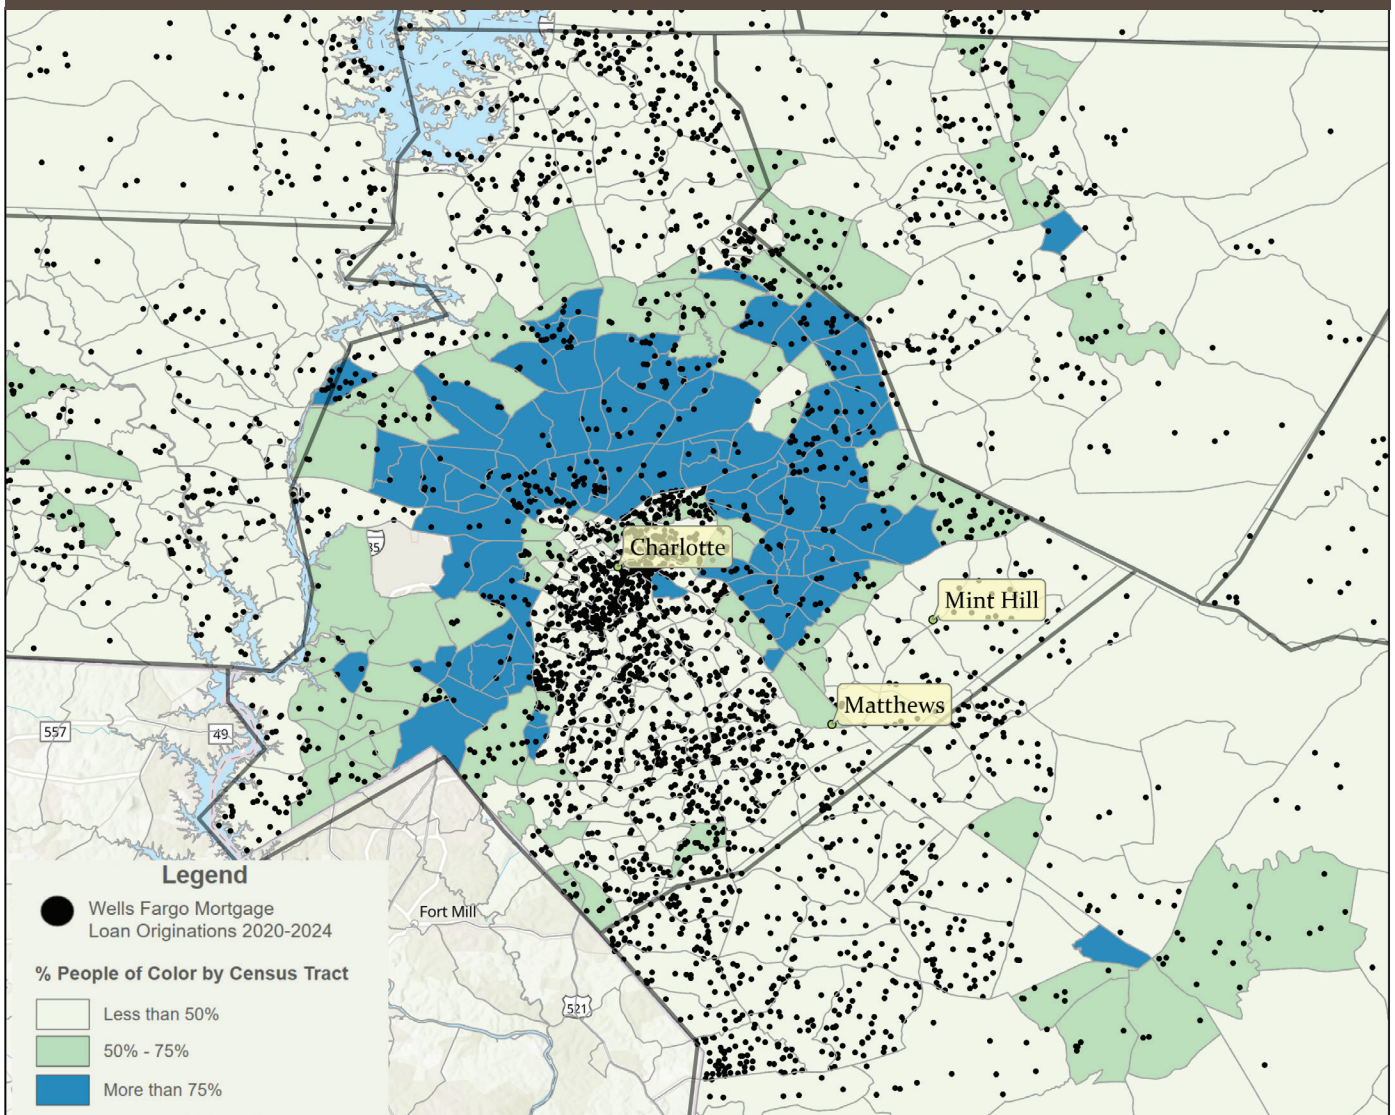 85
Charlotte
Mint Hill
Matthews
557
49
Legend
Wells Fargo Mortgage
Loan Originations 2020-2024
Fort Mill
% People of Color by Census Tract
Less than 50%
521
50% - 75%
More than 75%